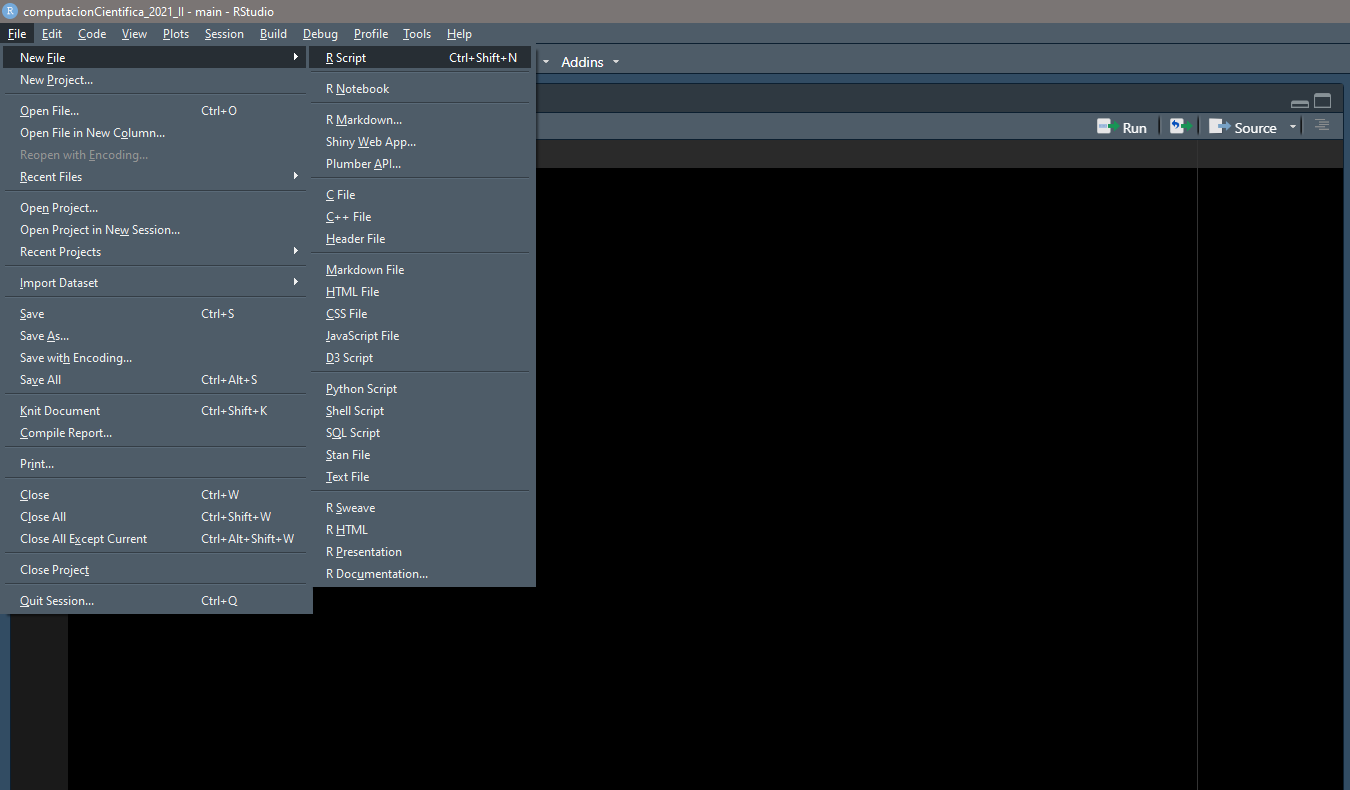 R computacionCientifica_2021_II - main - RStudio
File Edit Code View Plots Session Build Debug Profile Tools Help
New File
New Project...
Open File... Ctrl+O
Open File in New Column...
Reopen with Encoding...
Recent Files
Open Project...
Open Project in New Session...
Recent Projects
Import Dataset
Save Ctrl+S
Save As...
Save with Encoding...
Save All Ctrl+Alt+S
Knit Document Ctrl+Shift+K
Compile Report...
Print...
Close Ctrl+W
Close All Ctrl+Shift+W
Close All Except Current Ctrl+Alt+Shift+W
Close Project
Quit Session... Ctrl+Q
R Script Ctrl+Shift+N
R Notebook
R Markdown...
Shiny Web App...
Plumber API...
C File
C++ File
Header File
Markdown File
HTML File
CSS File
JavaScript File
D3 Script
Python Script
Shell Script
SQL Script
Stan File
Text File
R Sweave
R HTML
R Presentation
R Documentation...
Addins
Run Source